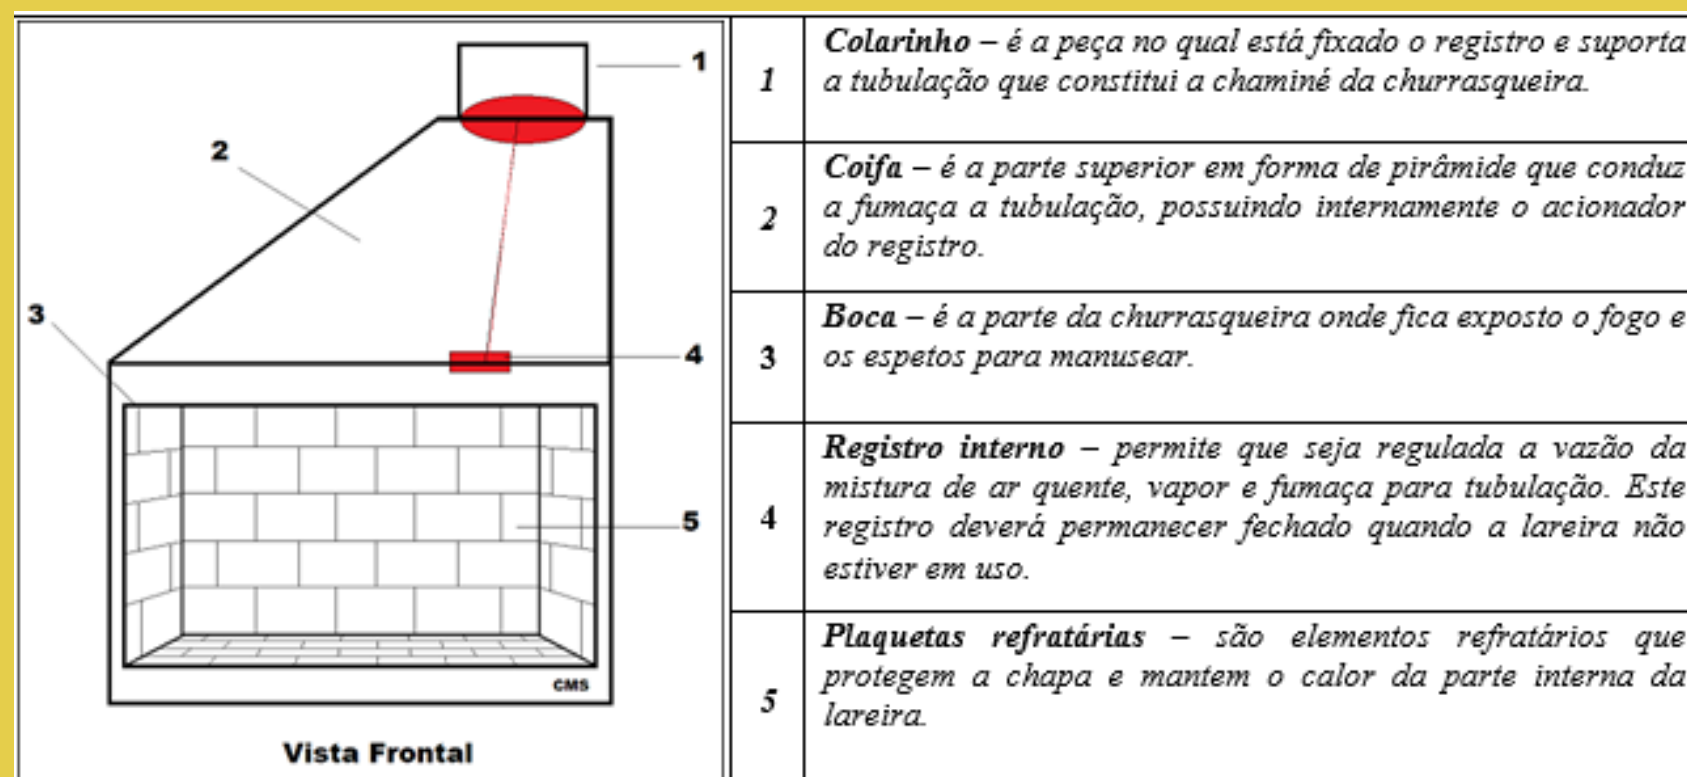 1
2
3
4
5
CMS
Vista Frontal
1
Colarinho – é a peça no qual está fixado o registro e suporta
a tubulação que constitui a chaminé da churrasqueira.
2
Coifa – é a parte superior em forma de pirâmide que conduz
a fumaça a tubulação, possuindo internamente o acionador
do registro.
3
Boca – é a parte da churrasqueira onde fica exposto o fogo e
os espetos para manusear.
4
Registro interno – permite que seja regulada a vazão da
mistura de ar quente, vapor e fumaça para tubulação. Este
registro deverá permanecer fechado quando a lareira não
estiver em uso.
5
Plaquetas refratárias – são elementos refratários que
protegem a chapa e mantem o calor da parte interna da
lareira.